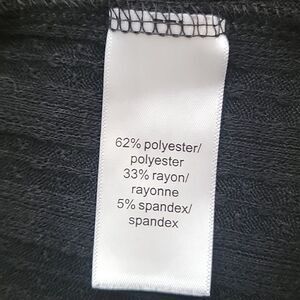 62% polyester/
polyester
33% rayon/
rayonne
5% spandex/
spandex